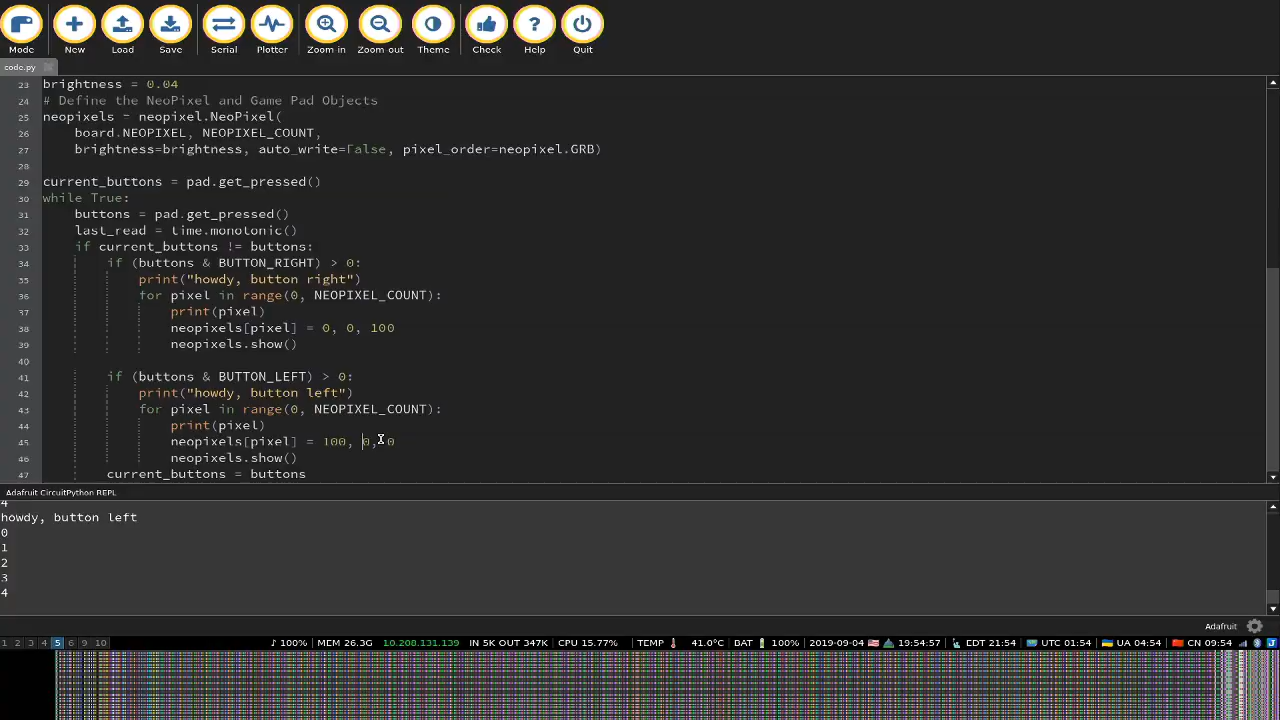 Mode New Load Save Serial Plotter Zoom-in Zoom-out Theme Check Help Quit
code.py
23 brightness = 0.04
24 # Define the NeoPixel and Game Pad Objects
25 neopixels = neopixel.NeoPixel(
26 board.NEOPIXEL, NEOPIXEL_COUNT,
27 brightness=brightness, auto_write=False, pixel_order=neopixel.GRB)
28
29 current_buttons = pad.get_pressed()
30 while True:
31 buttons = pad.get_pressed()
32 last_read = time.monotonic()
33 if current_buttons != buttons:
34 if (buttons & BUTTON_RIGHT) > 0:
35 print("howdy, button right")
36 for pixel in range(0, NEOPIXEL_COUNT):
37 print(pixel)
38 neopixels[pixel] = 0, 0, 100
39 neopixels.show()
40
41 if (buttons & BUTTON_LEFT) > 0:
42 print("howdy, button left")
43 for pixel in range(0, NEOPIXEL_COUNT):
44 print(pixel)
45 neopixels[pixel] = 100, 0, 0
46 neopixels.show()
47 current_buttons = buttons
Adafruit CircuitPython REPL
4
howdy, button left
0
1
2
3
4
Adafruit
1 2 3 4 5 6 9 10 ♪ 100% MEM 26.3G 10.208.131.139 IN 5K OUT 347K CPU 15.77% TEMP 41.0°C BAT 100% 2019-09-04 19:54:57 EDT 21:54 UTC 01:54 UA 04:54 CN 09:54